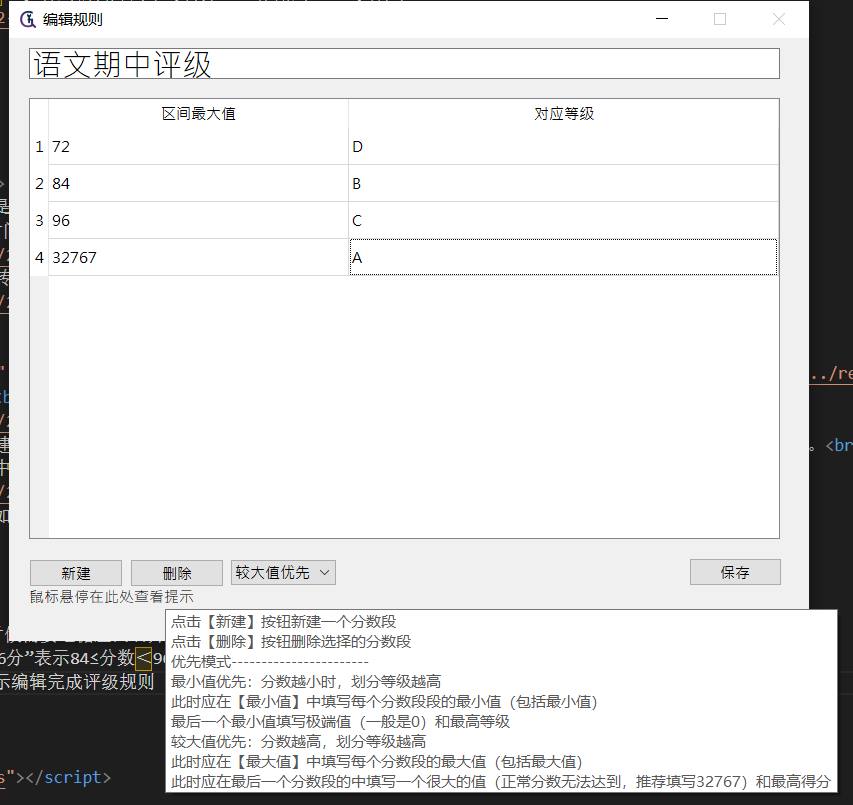 编辑规则
语文期中评级
区间最大值 对应等级
1 72 D
2 84 B
3 96 C
4 32767 A
../re
。<br
新建 删除 较大值优先 保存
鼠标悬停在此处查看提示
点击【新建】按钮新建一个分数段
点击【删除】按钮删除选择的分数段
优先模式-----------------------
最小值优先：分数越小时，划分等级越高
此时应在【最小值】中填写每个分数段段的最小值（包括最小值）
最后一个最小值填写极端值（一般是0）和最高等级
较大值优先：分数越高，划分等级越高
此时应在【最大值】中填写每个分数段的最大值（包括最大值）
此时应在最后一个分数段的中填写一个很大的值（正常分数无法达到，推荐填写32767）和最高得分
6分”表示84≤分数<9
示编辑完成评级规则
s"></script>